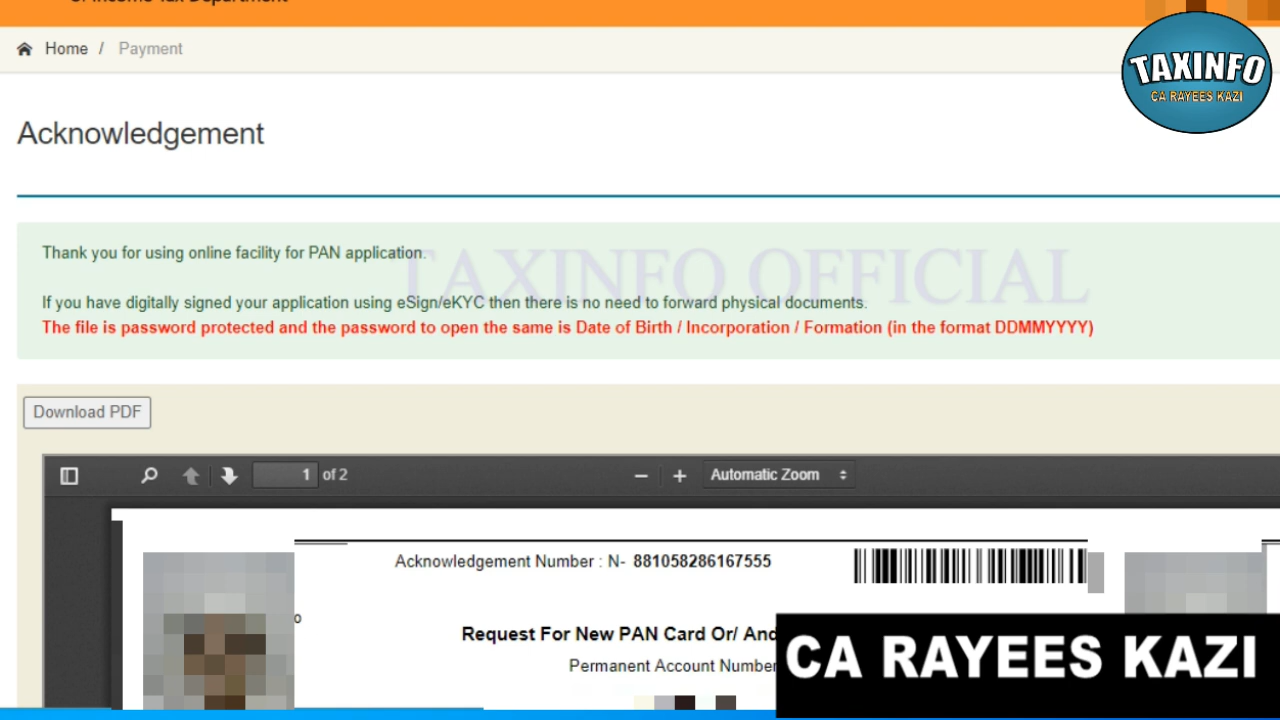 of Income Tax Department
Home / Payment
TAXINFO
CA RAYEES KAZI
Acknowledgement
Thank you for using online facility for PAN application.
TAXINFO OFFICIAL
If you have digitally signed your application using eSign/eKYC then there is no need to forward physical documents.
The file is password protected and the password to open the same is Date of Birth / Incorporation / Formation (in the format DDMMYYYY)
Download PDF
1 of 2
Automatic Zoom
Acknowledgement Number : N- 881058286167555
Request For New PAN Card Or/ And
Permanent Account Number
CA RAYEES KAZI